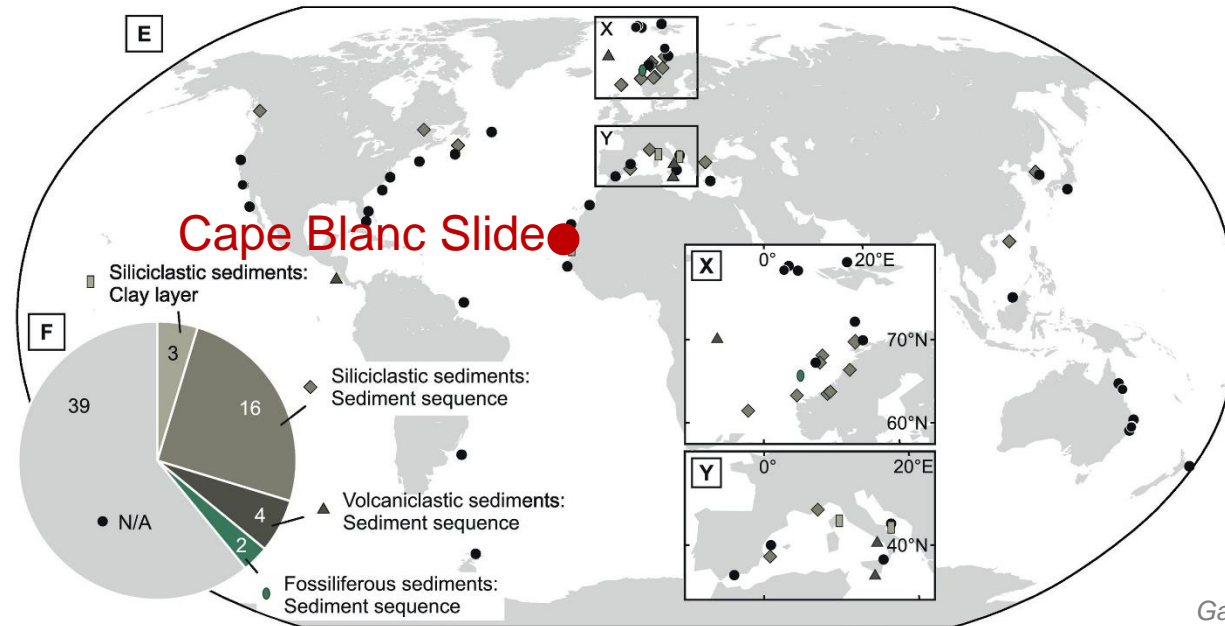 E
X
Y
Cape Blanc Slide
Siliciclastic sediments:
Clay layer
F
3
39
16
Siliciclastic sediments:
Sediment sequence
4
Volcaniclastic sediments:
Sediment sequence
N/A
2
Fossiliferous sediments:
Sediment sequence
X
0°
20°E
70°N
60°N
Y
0°
20°E
40°N
Ga